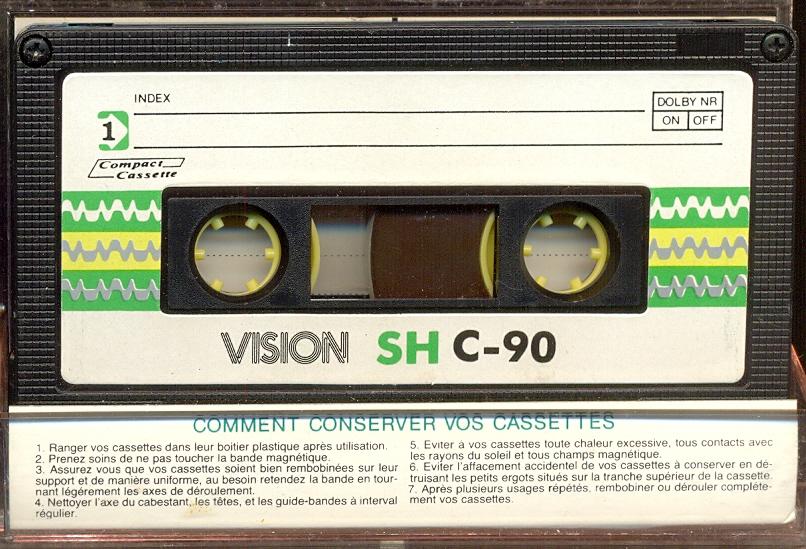 INDEX
DOLBY NR
ON OFF
1
Compact
Cassette
VISION SH C-90
COMMENT CONSERVER VOS CASSETTES
1. Ranger vos cassettes dans leur boitier plastique après utilisation.
2. Prenez soins de ne pas toucher la bande magnétique.
3. Assurez vous que vos cassettes soient bien rembobinées sur leur
support et de manière uniforme, au besoin retendez la bande en tour-
nant légérement les axes de déroulement.
4. Nettoyer l'axe du cabestant, les têtes, et les guide-bandes à interval
régulier.
5. Eviter à vos cassettes toute chaleur excessive, tous contacts avec
les rayons du soleil et tous champs magnétique.
6. Eviter l'affacement accidentel de vos cassettes à conserver en dé-
truisant les petits ergots situés sur la tranche supérieure de la cassette.
7. Après plusieurs usages répétés, rembobiner ou dérouler complète-
ment vos cassettes.